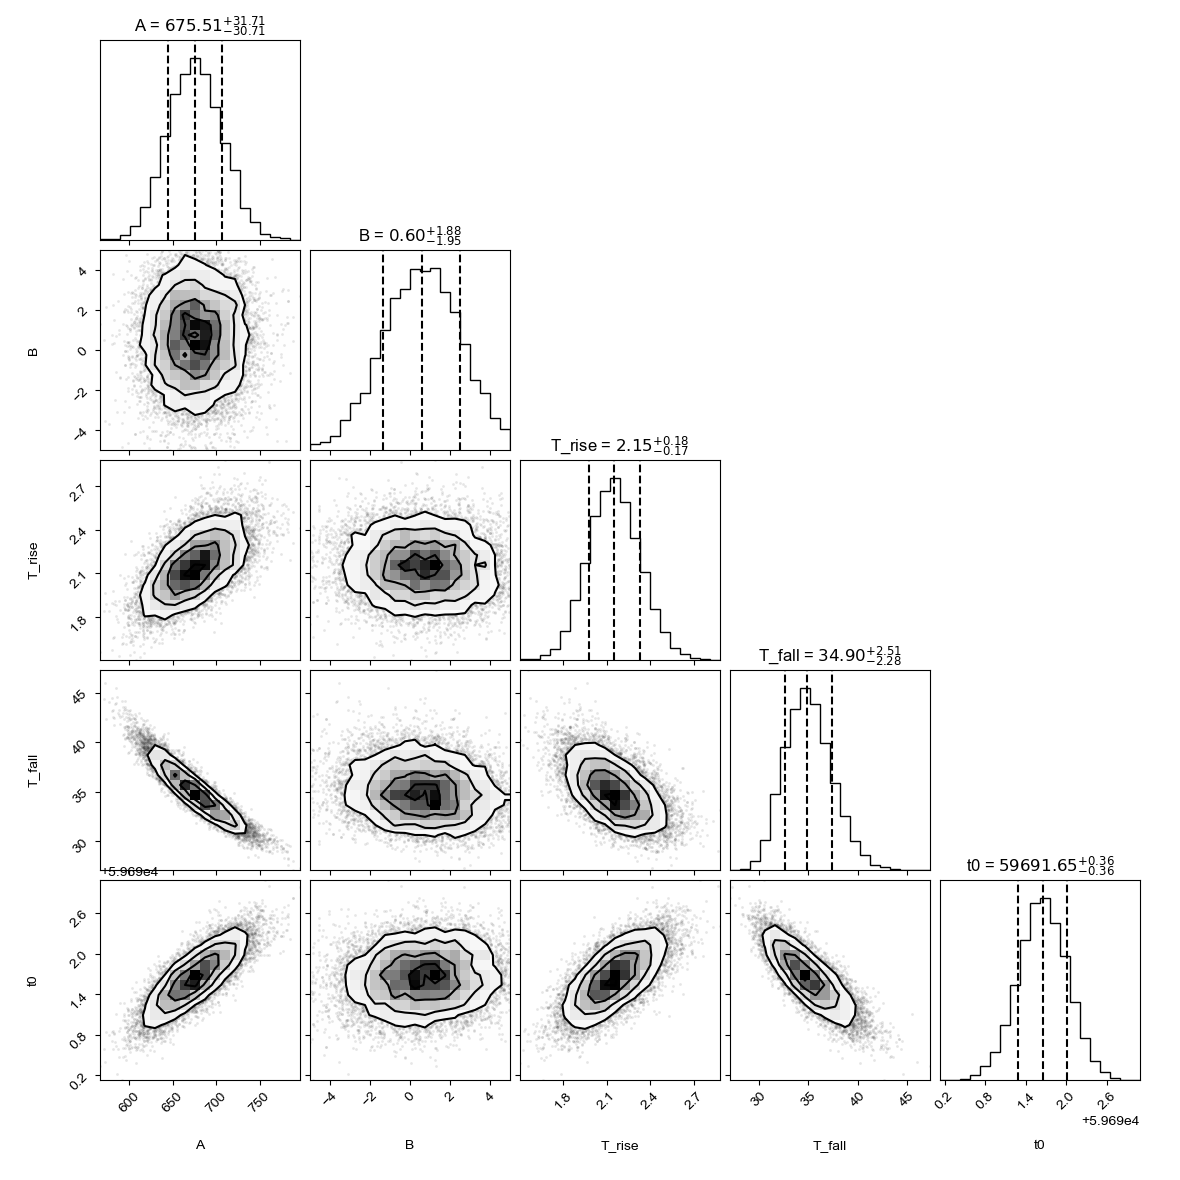 A = 675.51+31.71−30.71
B = 0.60+1.88−1.95
B
4
2
0
−2
−4
T_rise = 2.15+0.18−0.17
T_rise
2.7
2.4
2.1
1.8
T_fall = 34.90+2.51−2.28
T_fall
45
40
35
30
+5.969e4
t0 = 59691.65+0.36−0.36
t0
2.6
2.0
1.4
0.8
0.2
600 650 700 750 −4 −2 0 2 4 1.8 2.1 2.4 2.7 30 35 40 45 0.2 0.8 1.4 2.0 2.6
+5.969e4
A B T_rise T_fall t0